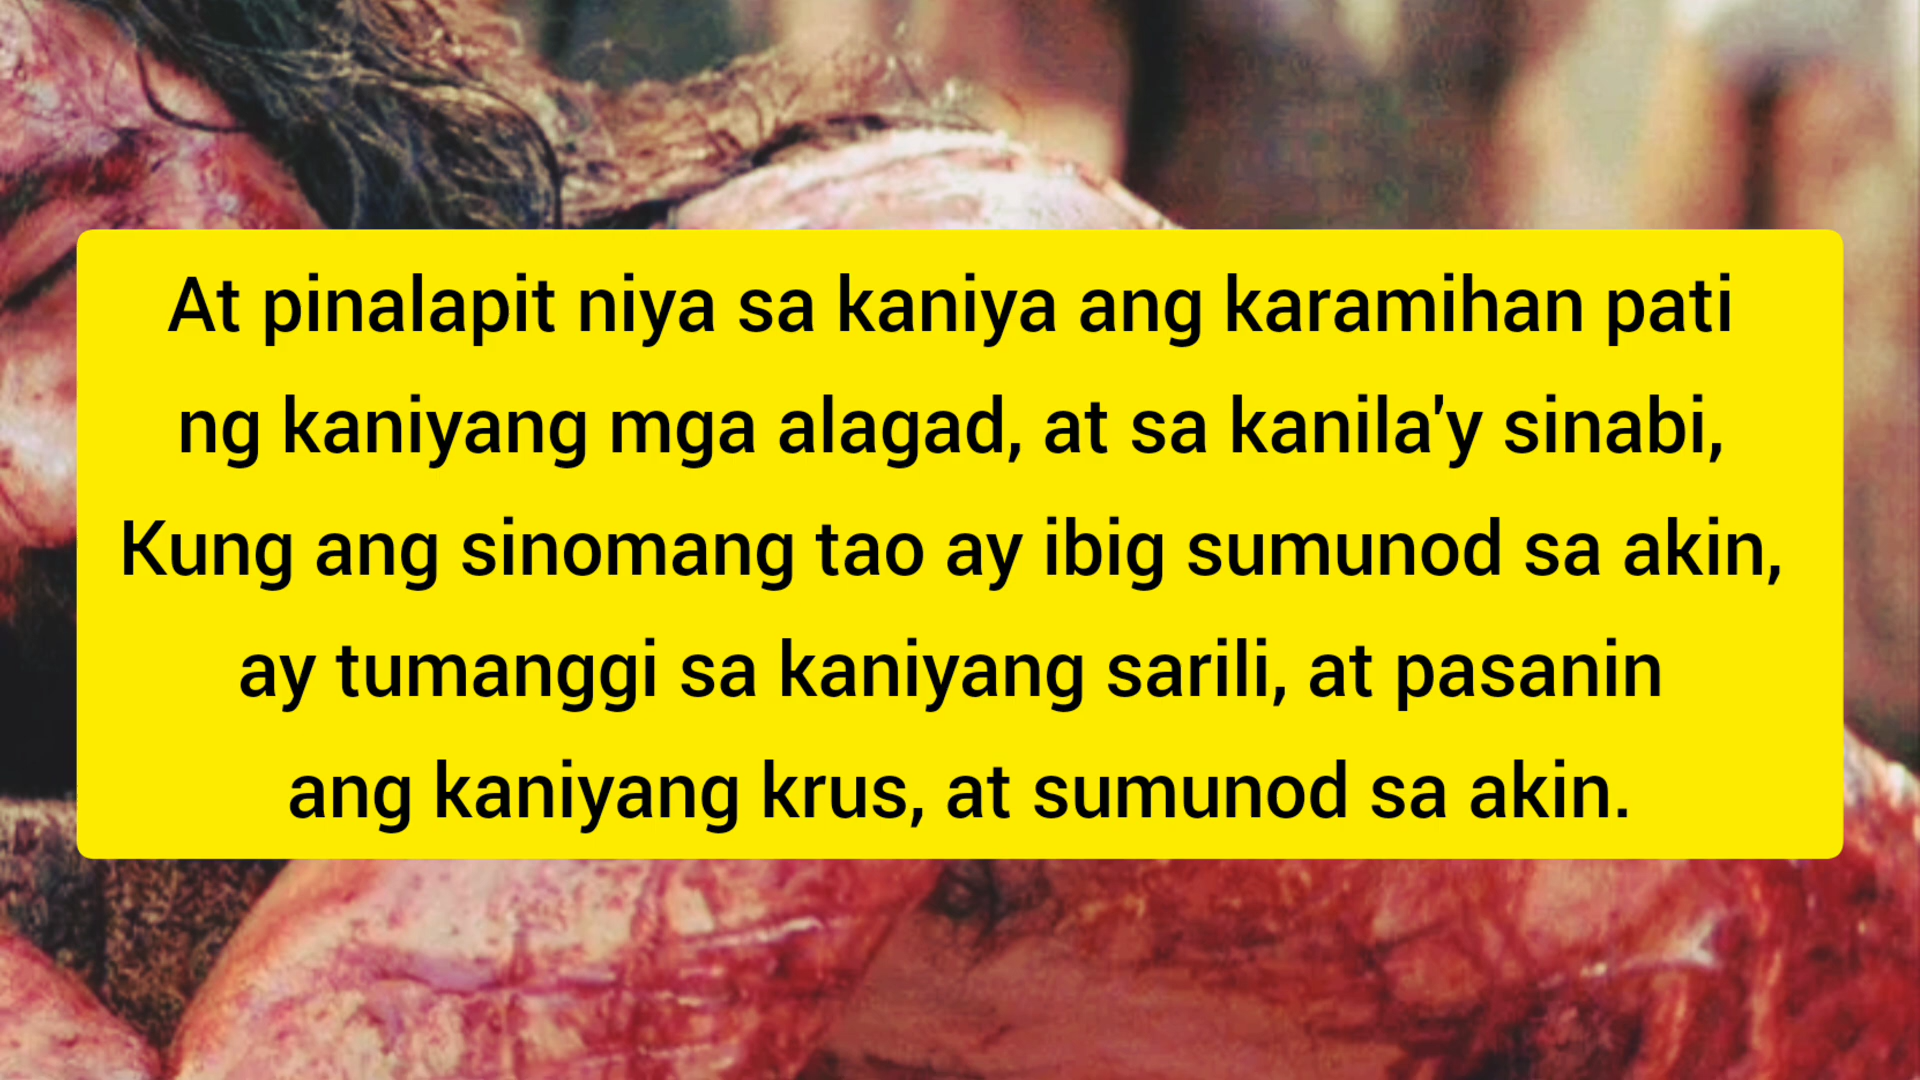 At pinalapit niya sa kaniya ang karamihan pati
ng kaniyang mga alagad, at sa kanila'y sinabi,
Kung ang sinomang tao ay ibig sumunod sa akin,
ay tumanggi sa kaniyang sarili, at pasanin
ang kaniyang krus, at sumunod sa akin.